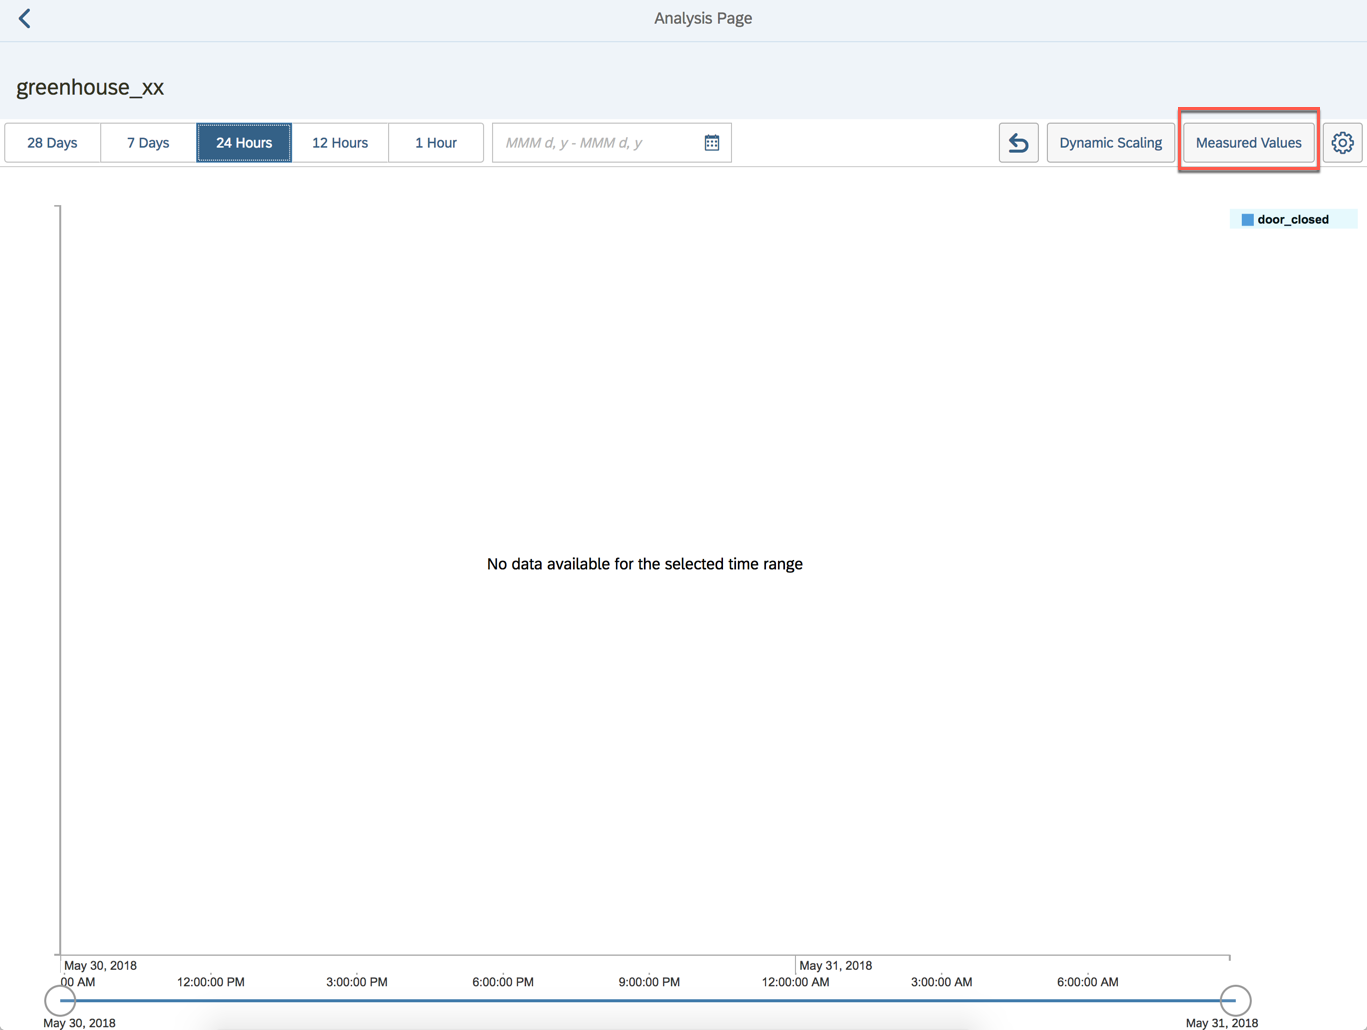 Analysis Page
greenhouse_xx
28 Days 7 Days 24 Hours 12 Hours 1 Hour MMM d, y - MMM d, y Dynamic Scaling Measured Values
door_closed
No data available for the selected time range
May 30, 2018 May 31, 2018
00 AM 12:00:00 PM 3:00:00 PM 6:00:00 PM 9:00:00 PM 12:00:00 AM 3:00:00 AM 6:00:00 AM
May 30, 2018 May 31, 2018